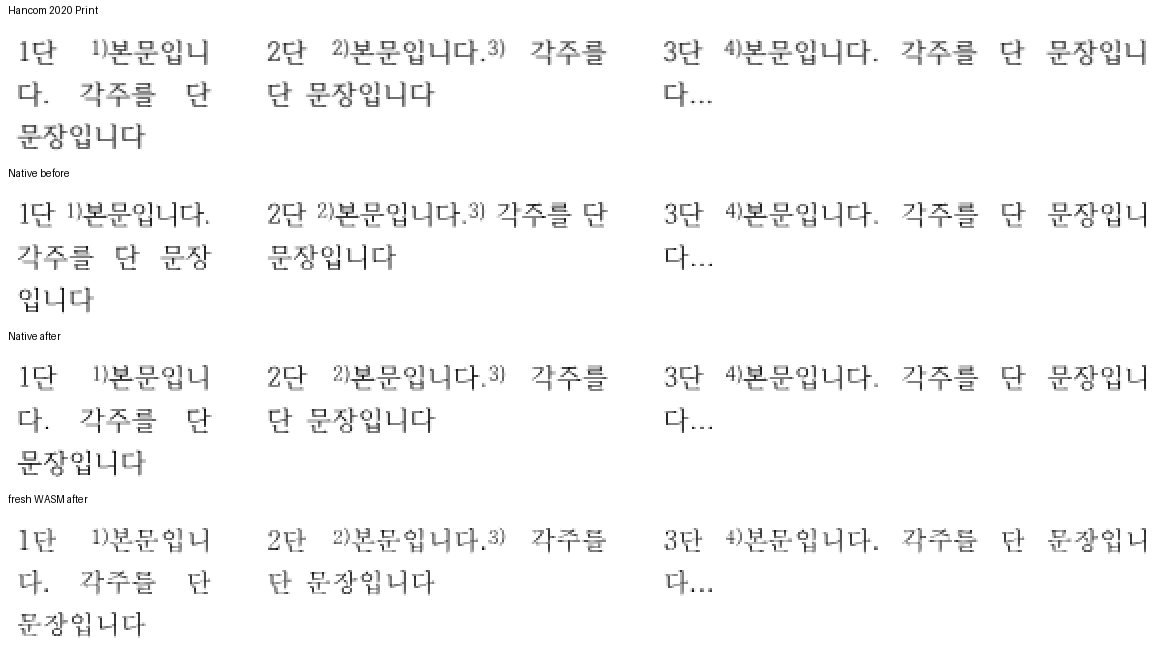 Hancom 2020 Print
1단 1)본문입니
다. 각주를 단
문장입니다
2단 2)본문입니다.3) 각주를
단 문장입니다
3단 4)본문입니다. 각주를 단 문장입니
다...
Native before
1단 1)본문입니다.
각주를 단 문장
입니다
2단 2)본문입니다.3) 각주를 단
문장입니다
3단 4)본문입니다. 각주를 단 문장입니
다...
Native after
1단 1)본문입니
다. 각주를 단
문장입니다
2단 2)본문입니다.3) 각주를
단 문장입니다
3단 4)본문입니다. 각주를 단 문장입니
다...
fresh WASM after
1단 1)본문입니
다. 각주를 단
문장입니다
2단 2)본문입니다.3) 각주를
단 문장입니다
3단 4)본문입니다. 각주를 단 문장입니
다...